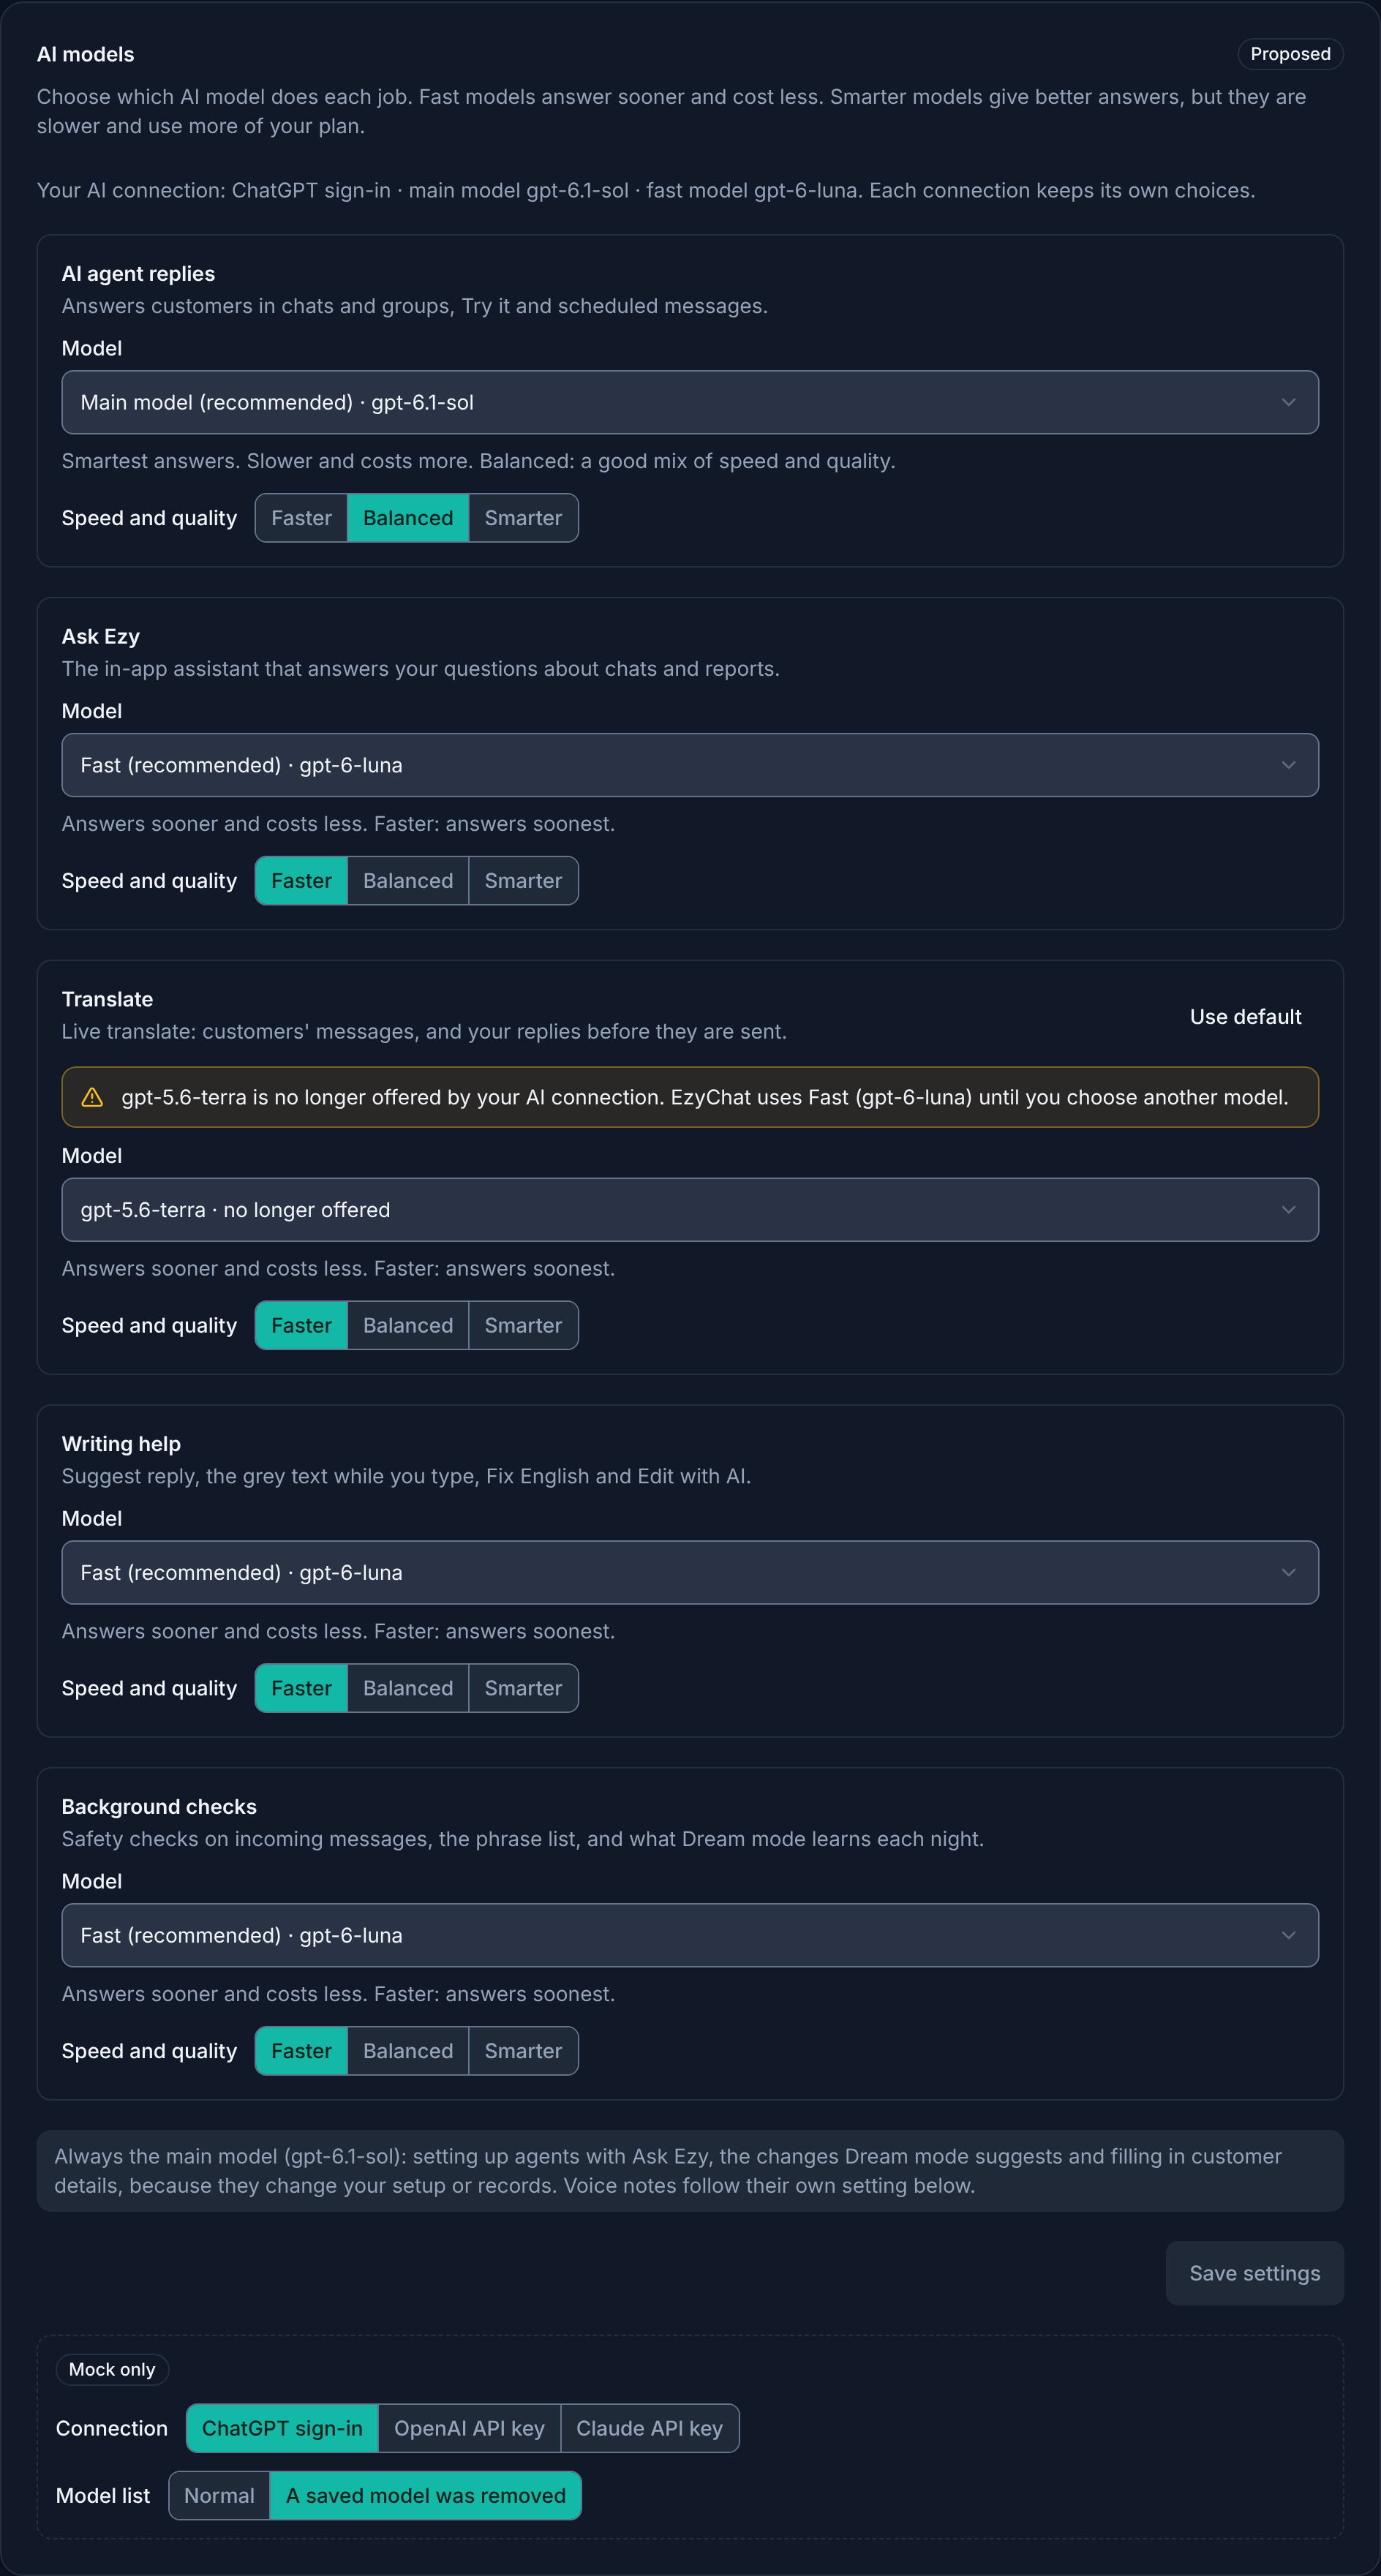 AI models
Proposed
Choose which AI model does each job. Fast models answer sooner and cost less. Smarter models give better answers, but they are
slower and use more of your plan.
Your AI connection: ChatGPT sign-in · main model gpt-6.1-sol · fast model gpt-6-luna. Each connection keeps its own choices.
AI agent replies
Answers customers in chats and groups, Try it and scheduled messages.
Model
Main model (recommended) · gpt-6.1-sol
Smartest answers. Slower and costs more. Balanced: a good mix of speed and quality.
Speed and quality Faster Balanced Smarter
Ask Ezy
The in-app assistant that answers your questions about chats and reports.
Model
Fast (recommended) · gpt-6-luna
Answers sooner and costs less. Faster: answers soonest.
Speed and quality Faster Balanced Smarter
Translate
Live translate: customers' messages, and your replies before they are sent.
Use default
gpt-5.6-terra is no longer offered by your AI connection. EzyChat uses Fast (gpt-6-luna) until you choose another model.
Model
gpt-5.6-terra · no longer offered
Answers sooner and costs less. Faster: answers soonest.
Speed and quality Faster Balanced Smarter
Writing help
Suggest reply, the grey text while you type, Fix English and Edit with AI.
Model
Fast (recommended) · gpt-6-luna
Answers sooner and costs less. Faster: answers soonest.
Speed and quality Faster Balanced Smarter
Background checks
Safety checks on incoming messages, the phrase list, and what Dream mode learns each night.
Model
Fast (recommended) · gpt-6-luna
Answers sooner and costs less. Faster: answers soonest.
Speed and quality Faster Balanced Smarter
Always the main model (gpt-6.1-sol): setting up agents with Ask Ezy, the changes Dream mode suggests and filling in customer
details, because they change your setup or records. Voice notes follow their own setting below.
Save settings
Mock only
Connection ChatGPT sign-in OpenAI API key Claude API key
Model list Normal A saved model was removed